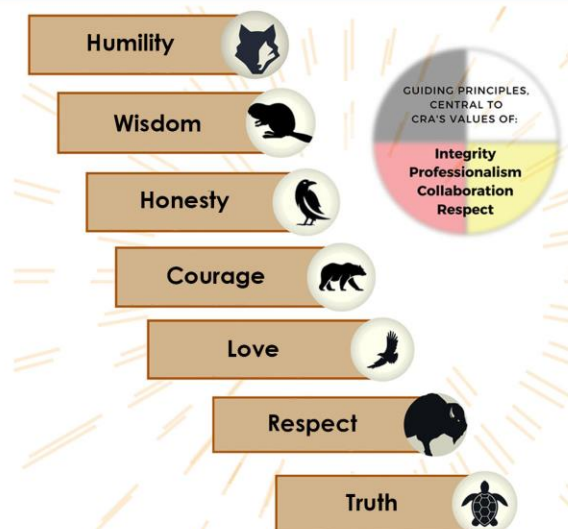 Humility
Wisdom
Honesty
Courage
Love
Respect
Truth
GUIDING PRINCIPLES,
CENTRAL TO
CRA'S VALUES OF:
Integrity
Professionalism
Collaboration
Respect